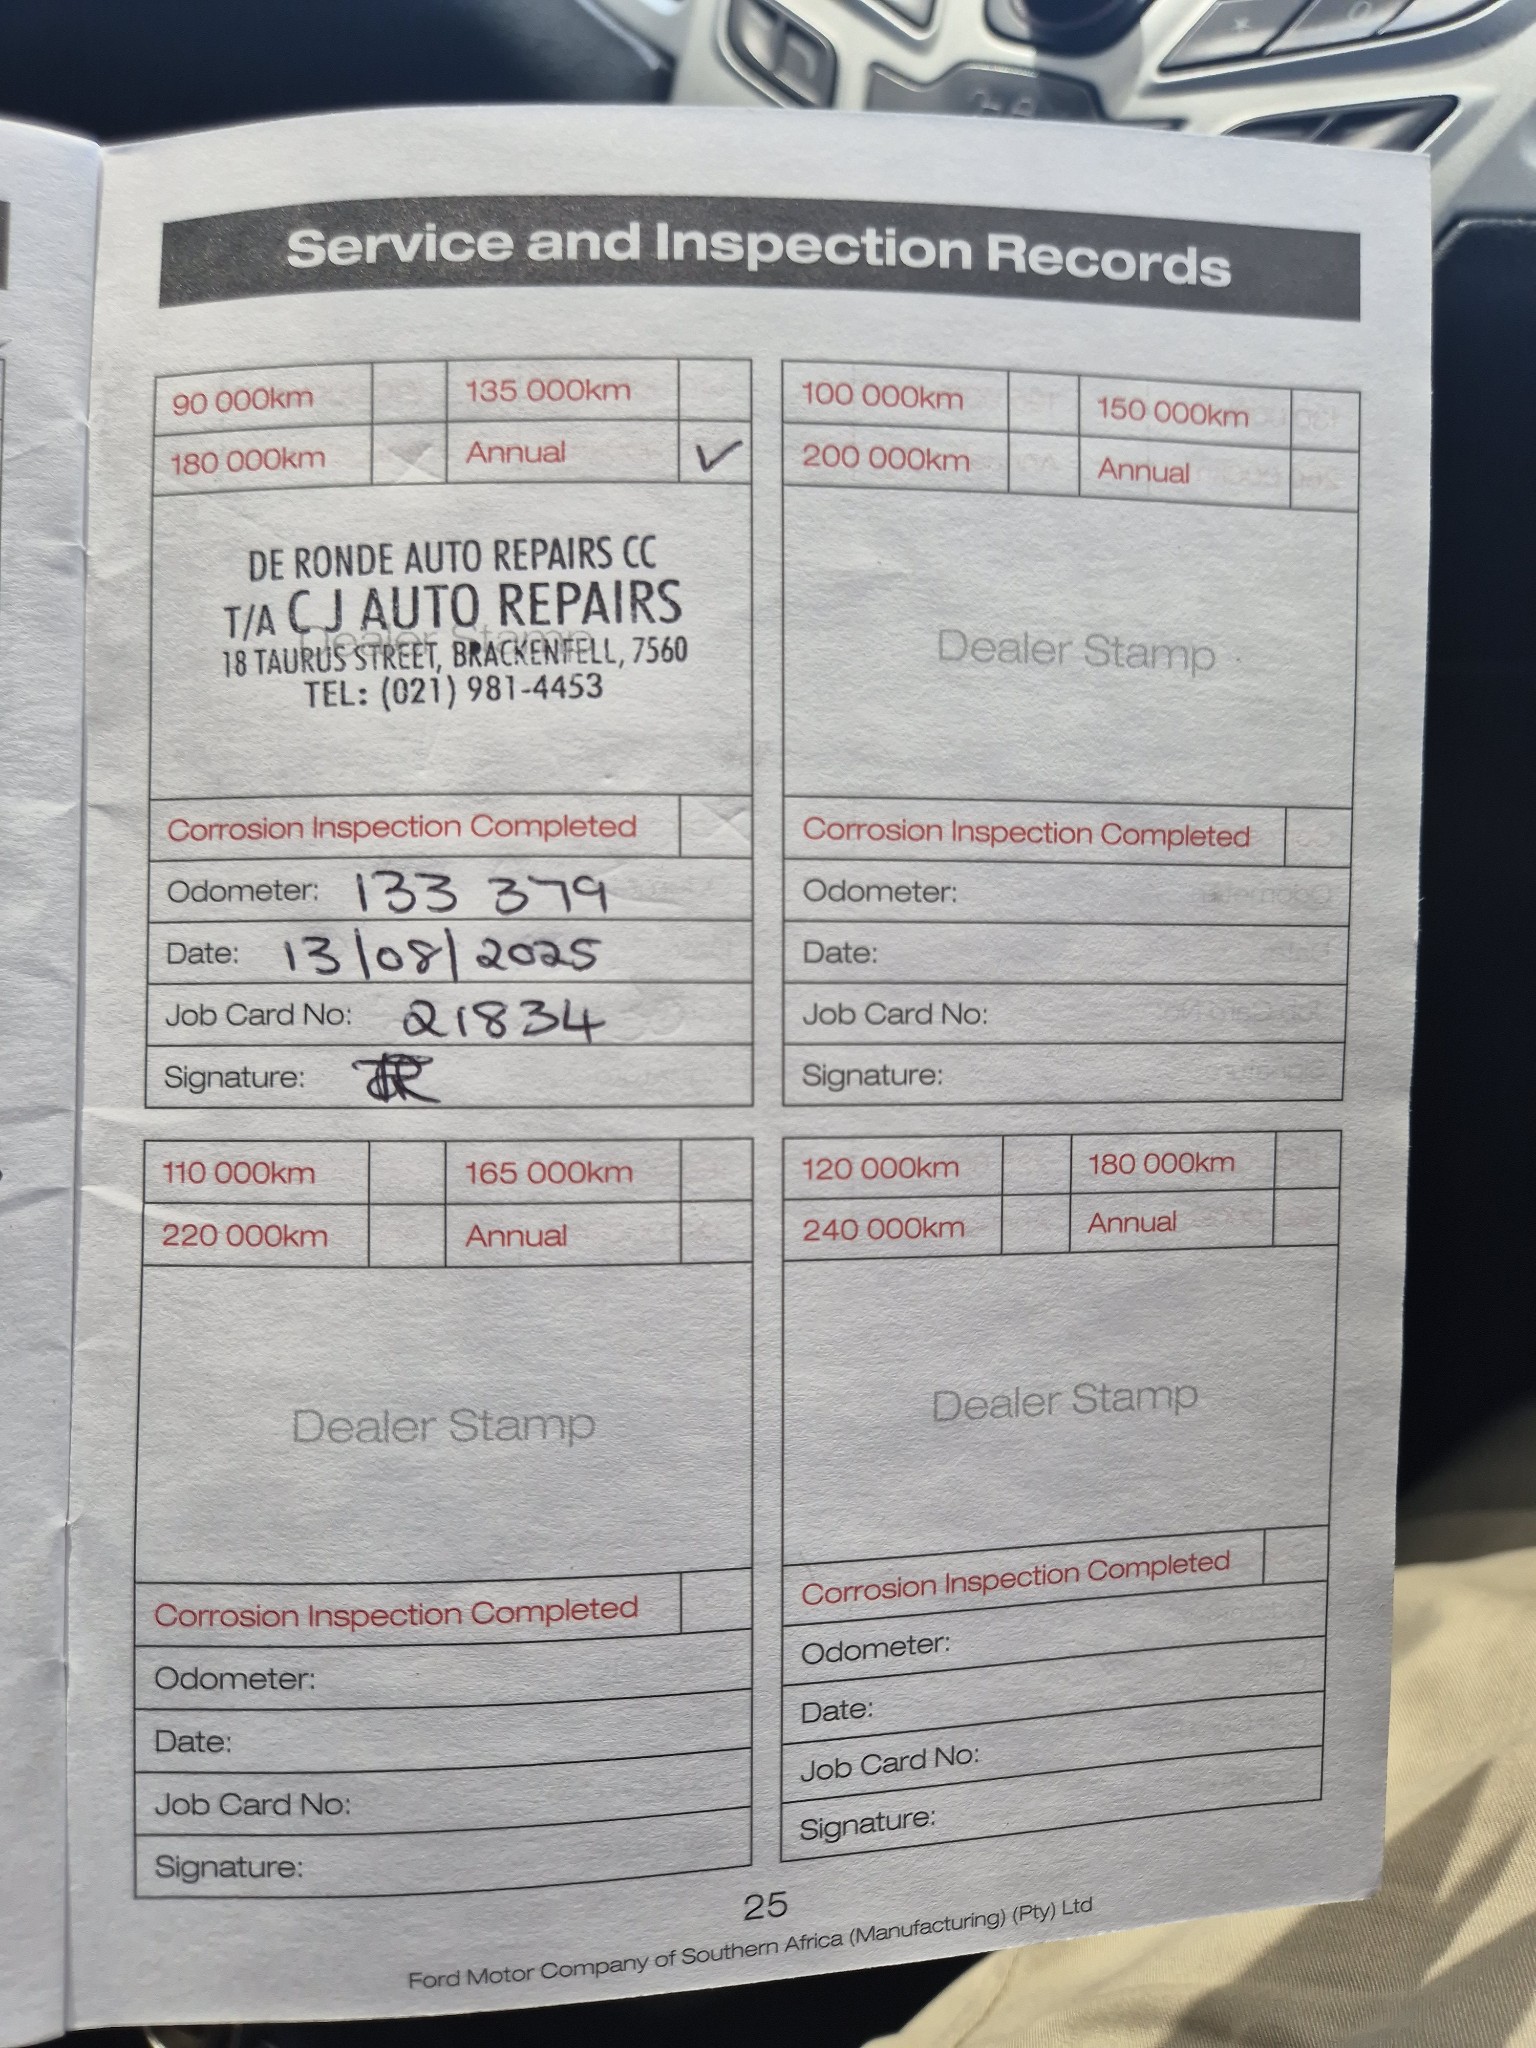 Service and Inspection Records
90 000km 135 000km
180 000km Annual ✓
DE RONDE AUTO REPAIRS CC
T/A C J AUTO REPAIRS
Dealer Stamp
18 TAURUS STREET, BRACKENFELL, 7560
TEL: (021) 981-4453
Corrosion Inspection Completed
Odometer: 133 379
Date: 13/08/2025
Job Card No: 21834
Signature:
100 000km 150 000km
200 000km Annual
Dealer Stamp
Corrosion Inspection Completed
Odometer:
Date:
Job Card No:
Signature:
110 000km 165 000km
220 000km Annual
Dealer Stamp
Corrosion Inspection Completed
Odometer:
Date:
Job Card No:
Signature:
120 000km 180 000km
240 000km Annual
Dealer Stamp
Corrosion Inspection Completed
Odometer:
Date:
Job Card No:
Signature:
25
Ford Motor Company of Southern Africa (Manufacturing) (Pty) Ltd